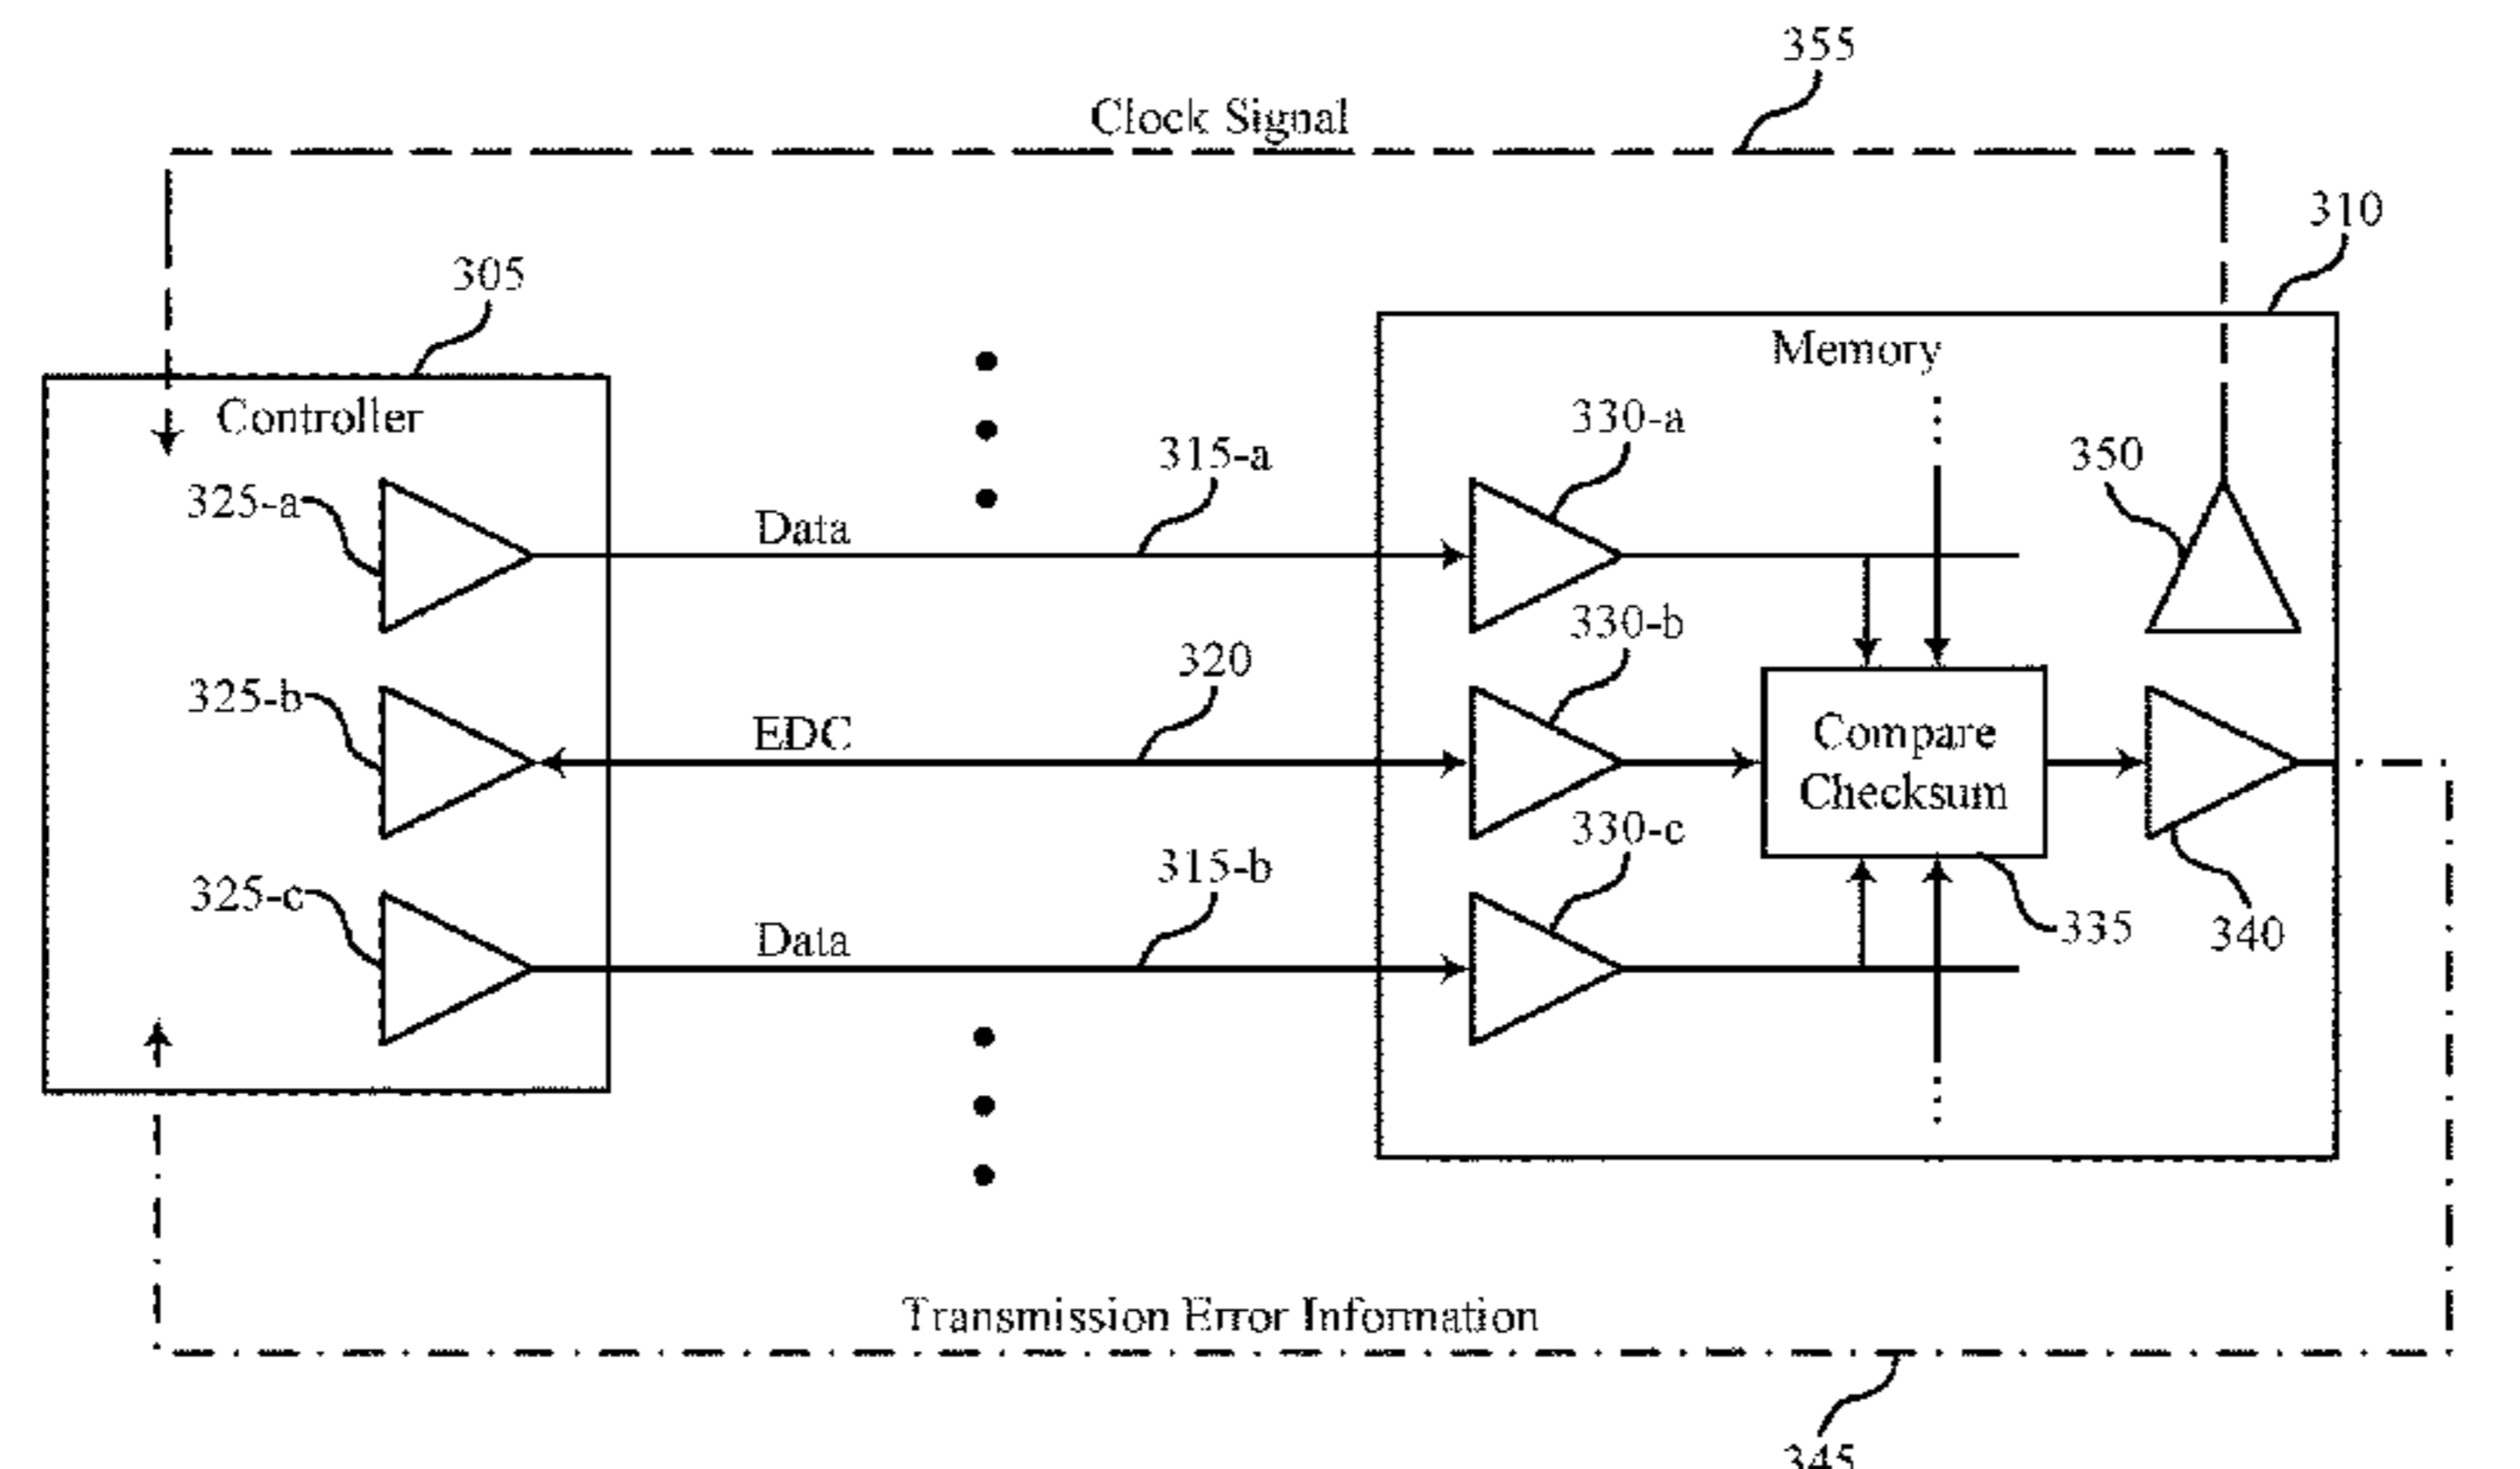 355
Clock Signal
310
305
Memory
Controller
330-a
315-a
350
325-a
Data
330-b
320
325-b
EDC
Compare
Checksum
330-c
315-b
325-c
335
340
Data
Transmission Error Information
345